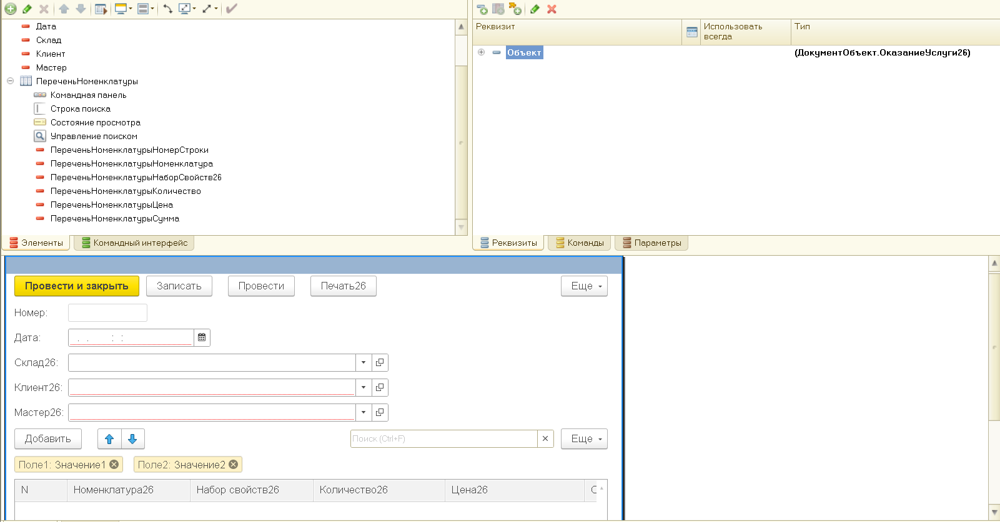 Дата
Склад
Клиент
Мастер
ПереченьНоменклатуры
Командная панель
Строка поиска
Состояние просмотра
Управление поиском
ПереченьНоменклатурыНомерСтроки
ПереченьНоменклатурыНоменклатура
ПереченьНоменклатурыНаборСвойств26
ПереченьНоменклатурыКоличество
ПереченьНоменклатурыЦена
ПереченьНоменклатурыСумма
Элементы Командный интерфейс
Реквизит Использовать всегда Тип
Объект (ДокументОбъект.ОказаниеУслуги26)
Реквизиты Команды Параметры
Провести и закрыть Записать Провести Печать26 Еще
Номер:
Дата: . . : :
Склад26:
Клиент26:
Мастер26:
Добавить Поиск (Ctrl+F) Еще
Поле1: Значение1 Поле2: Значение2
N Номенклатура26 Набор свойств26 Количество26 Цена26